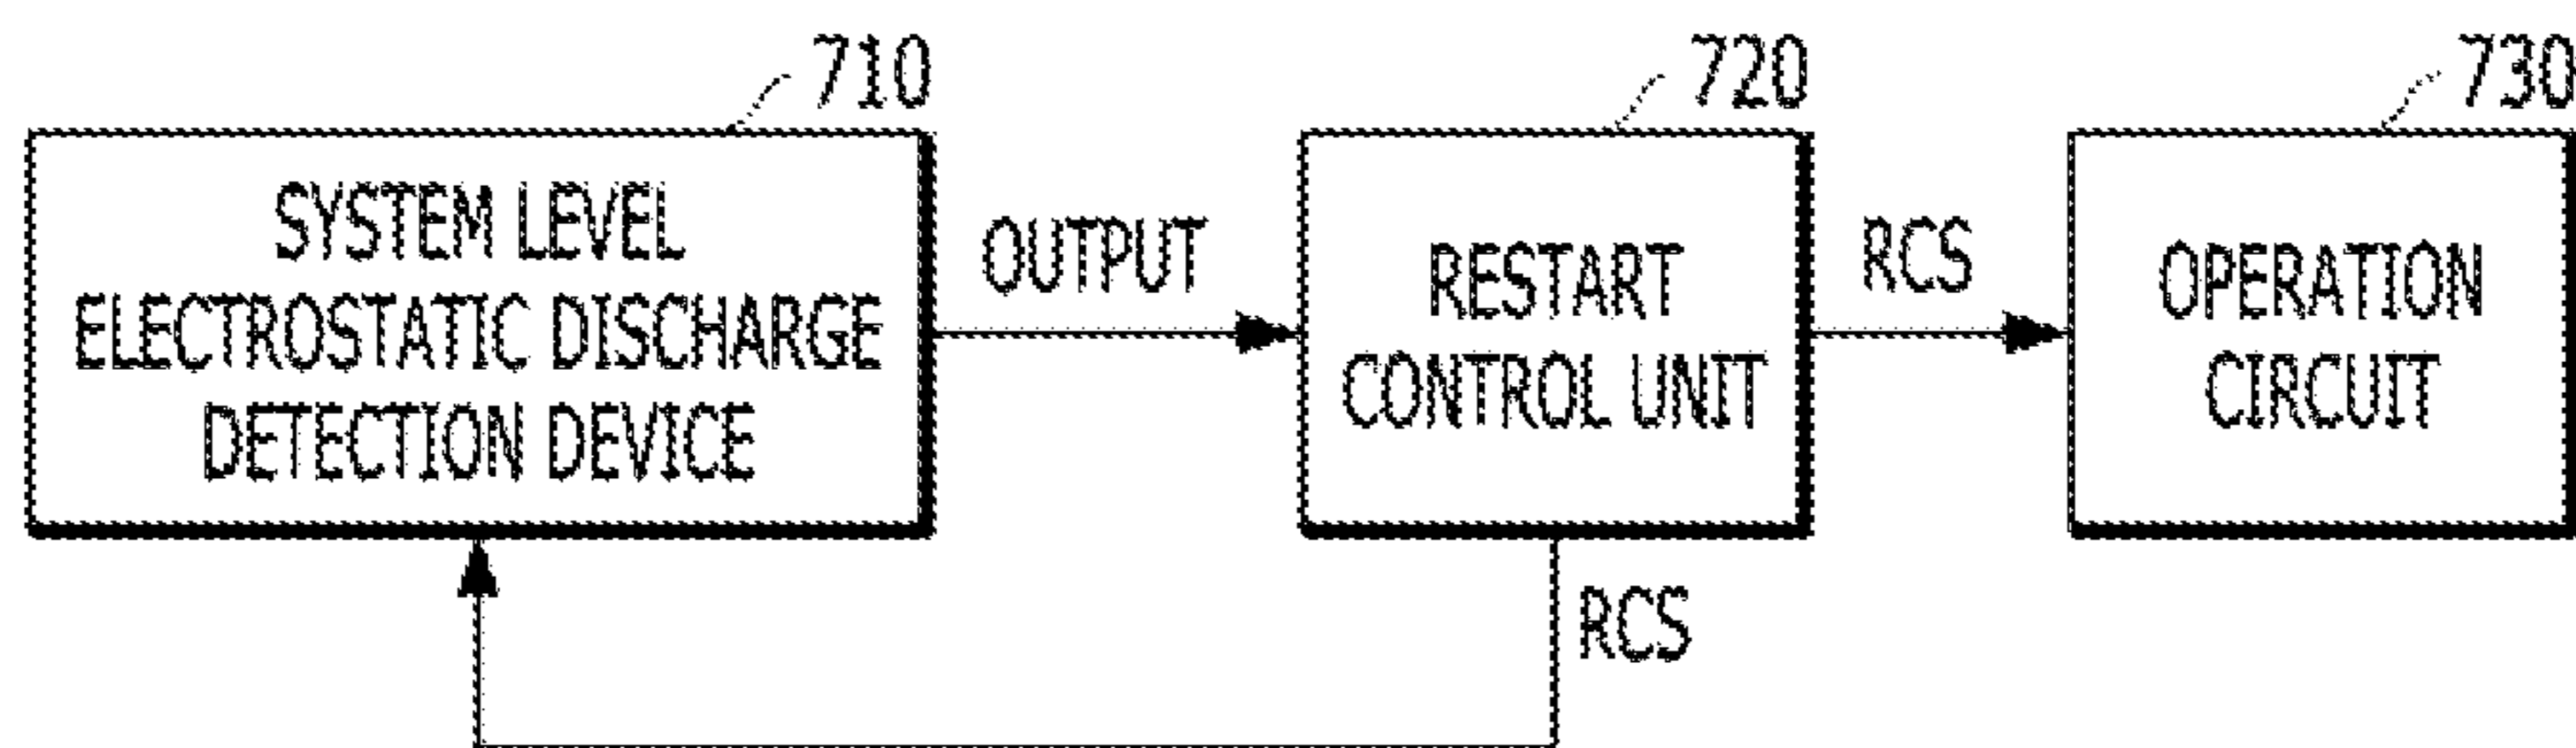 710
720
730
SYSTEM LEVEL
ELECTROSTATIC DISCHARGE
DETECTION DEVICE
OUTPUT
RESTART
CONTROL UNIT
RCS
OPERATION
CIRCUIT
RCS